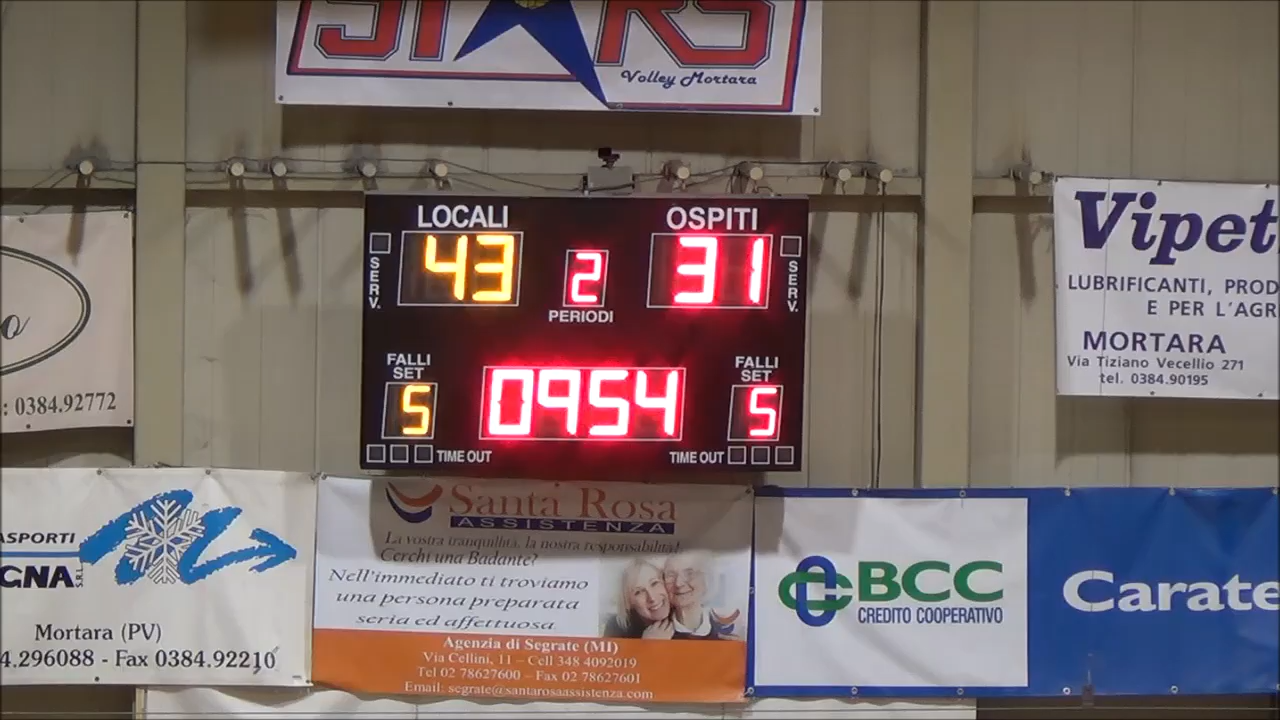 STARS
Volley Mortara
LOCALI
OSPITI
43
2
31
SERV.
SERV.
PERIODI
FALLI
SET
FALLI
SET
5
0954
5
TIME OUT
TIME OUT
: 0384.92772
Vipet
LUBRIFICANTI, PROD
E PER L'AGR
MORTARA
Via Tiziano Vecellio 271
tel. 0384.90195
ASPORTI
GNA S.R.L.
Mortara (PV)
4.296088 - Fax 0384.92210
Santa Rosa
ASSISTENZA
La vostra tranquillità, la nostra responsabilità!
Cerchi una Badante?
Nell'immediato ti troviamo
una persona preparata
seria ed affettuosa.
Agenzia di Segrate (MI)
Via Cellini, 11 – Cell 348 4092019
Tel 02 78627600 – Fax 02 78627601
Email: segrate@santarosaassistenza.com
BCC
CREDITO COOPERATIVO
Carate